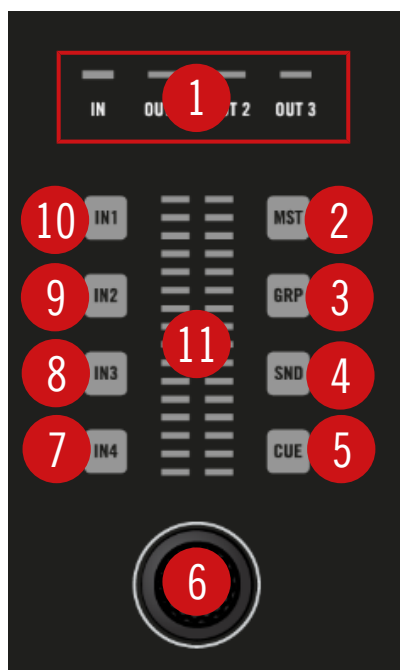 IN 1 OUT 3
10 IN1 MST 2
9 IN2 GRP 3
11
8 IN3 SND 4
7 IN4 CUE 5
6